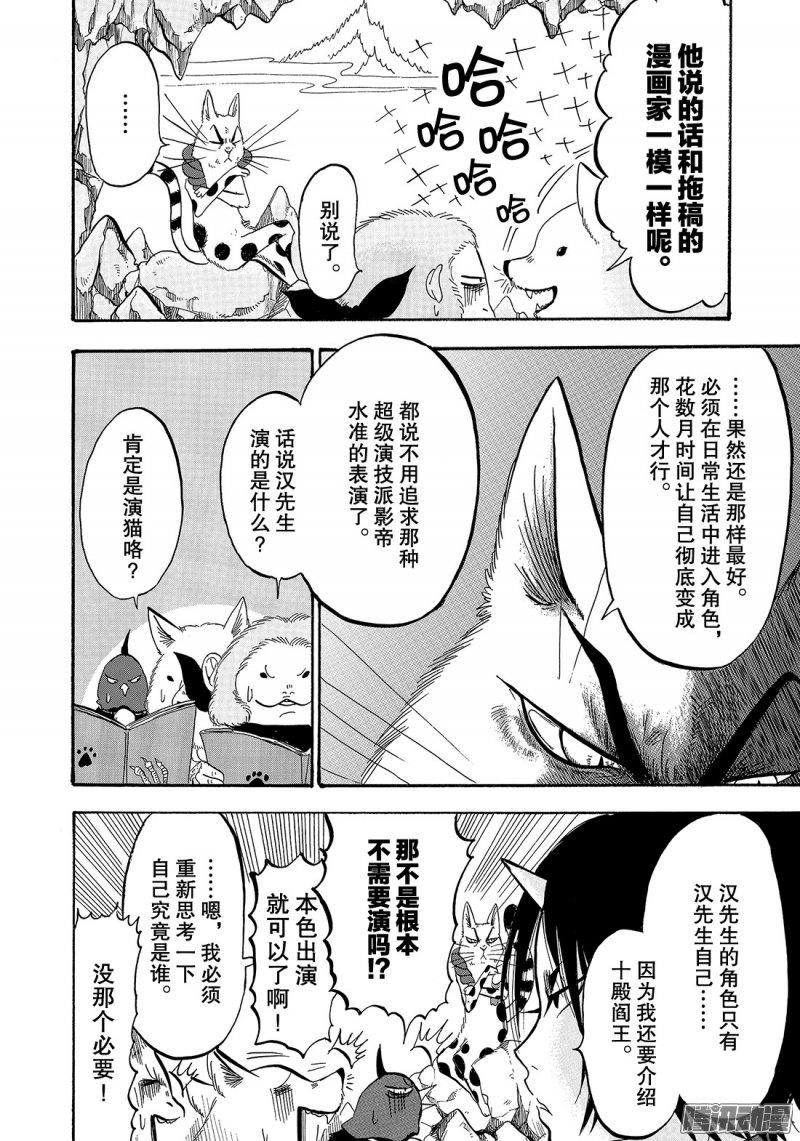 他说的话和拖稿的
漫画家一模一样呢。
哈
哈
哈
哈
哈
别说了。
……
……果然还是那样最好。
必须在日常生活中进入角色，
花数月时间让自己彻底变成
那个人才行。
都说不用追求那种
超级演技派影帝
水准的表演了。
话说汉先生
演的是什么？
肯定是演猫咯？
汉先生的角色只有
汉先生自己……
因为我还要介绍
十殿阎王。
那不是根本
不需要演吗!?
本色出演
就可以了啊！
……嗯，我必须
重新思考一下
自己究竟是谁。
没那个必要！
腾讯动漫